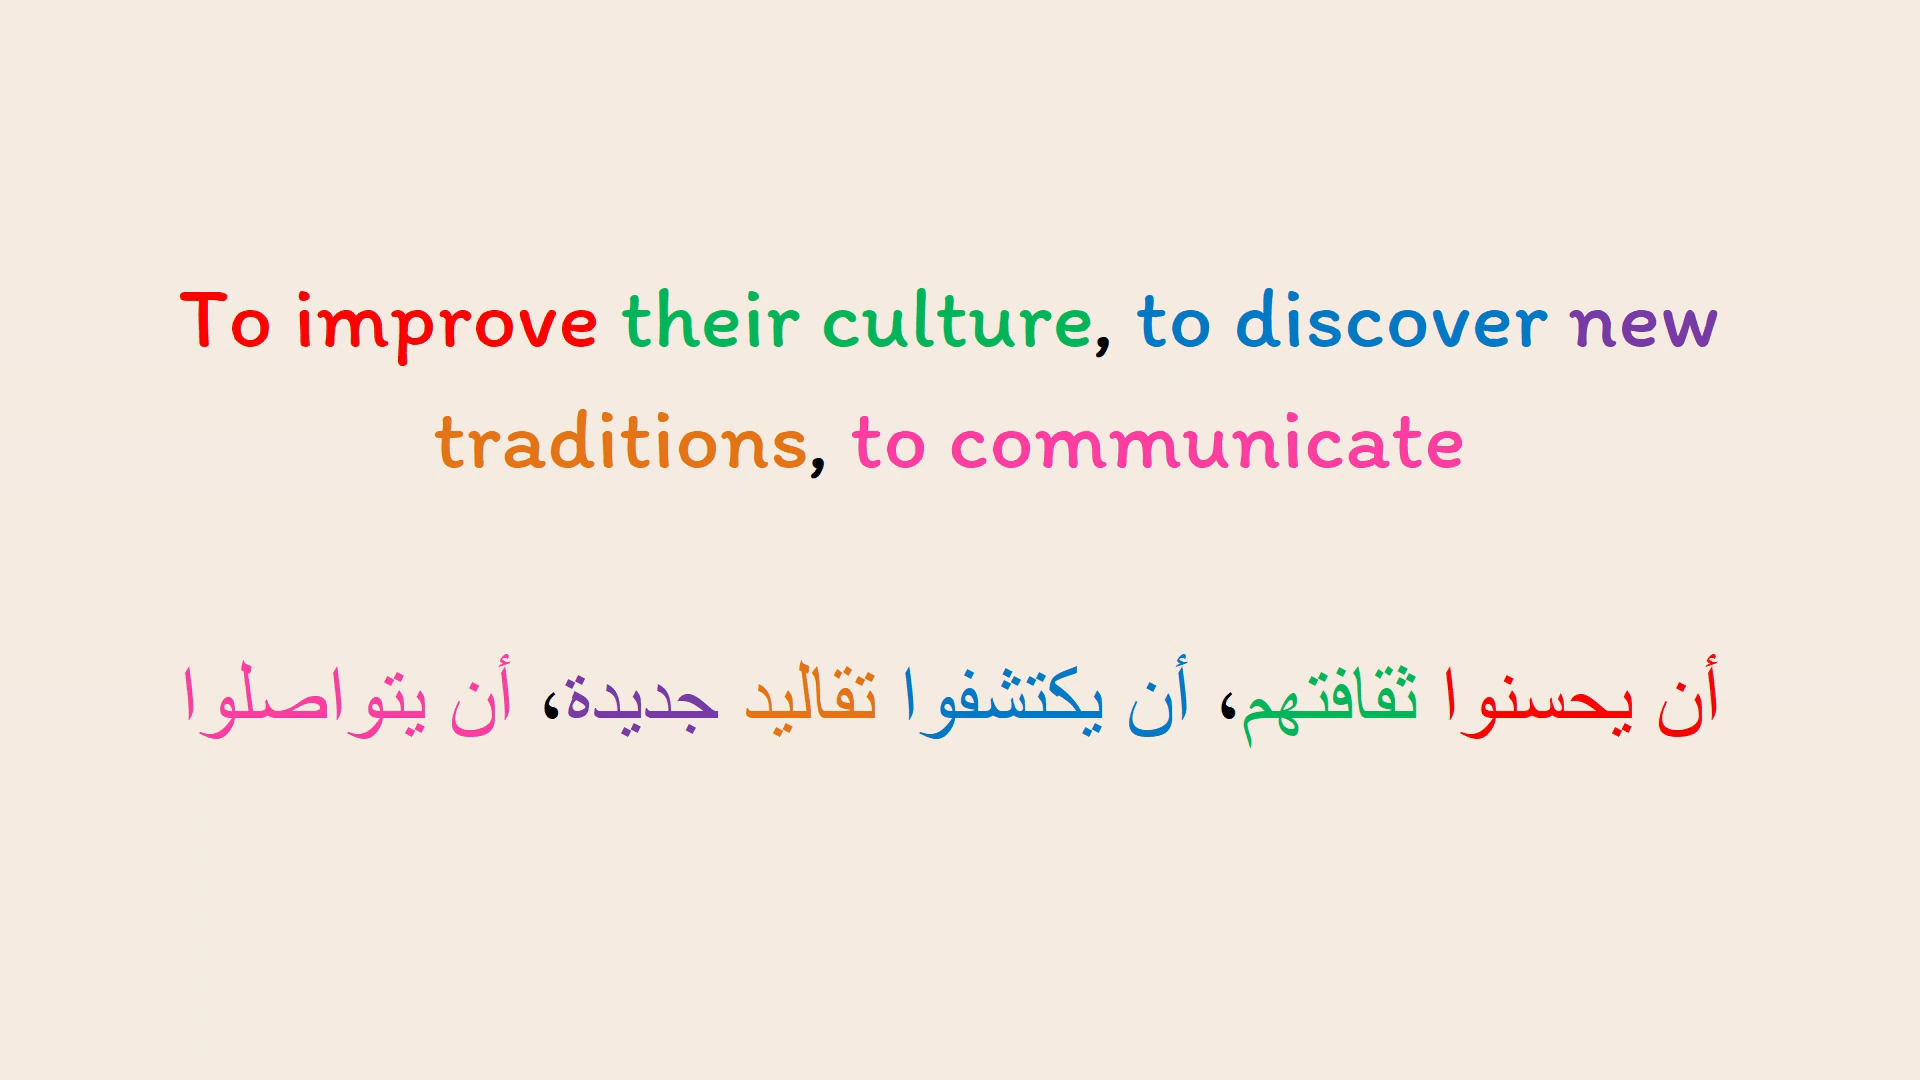 To improve their culture, to discover new
traditions, to communicate
أن يحسنوا ثقافتهم، أن يكتشفوا تقاليد جديدة، أن يتواصلوا